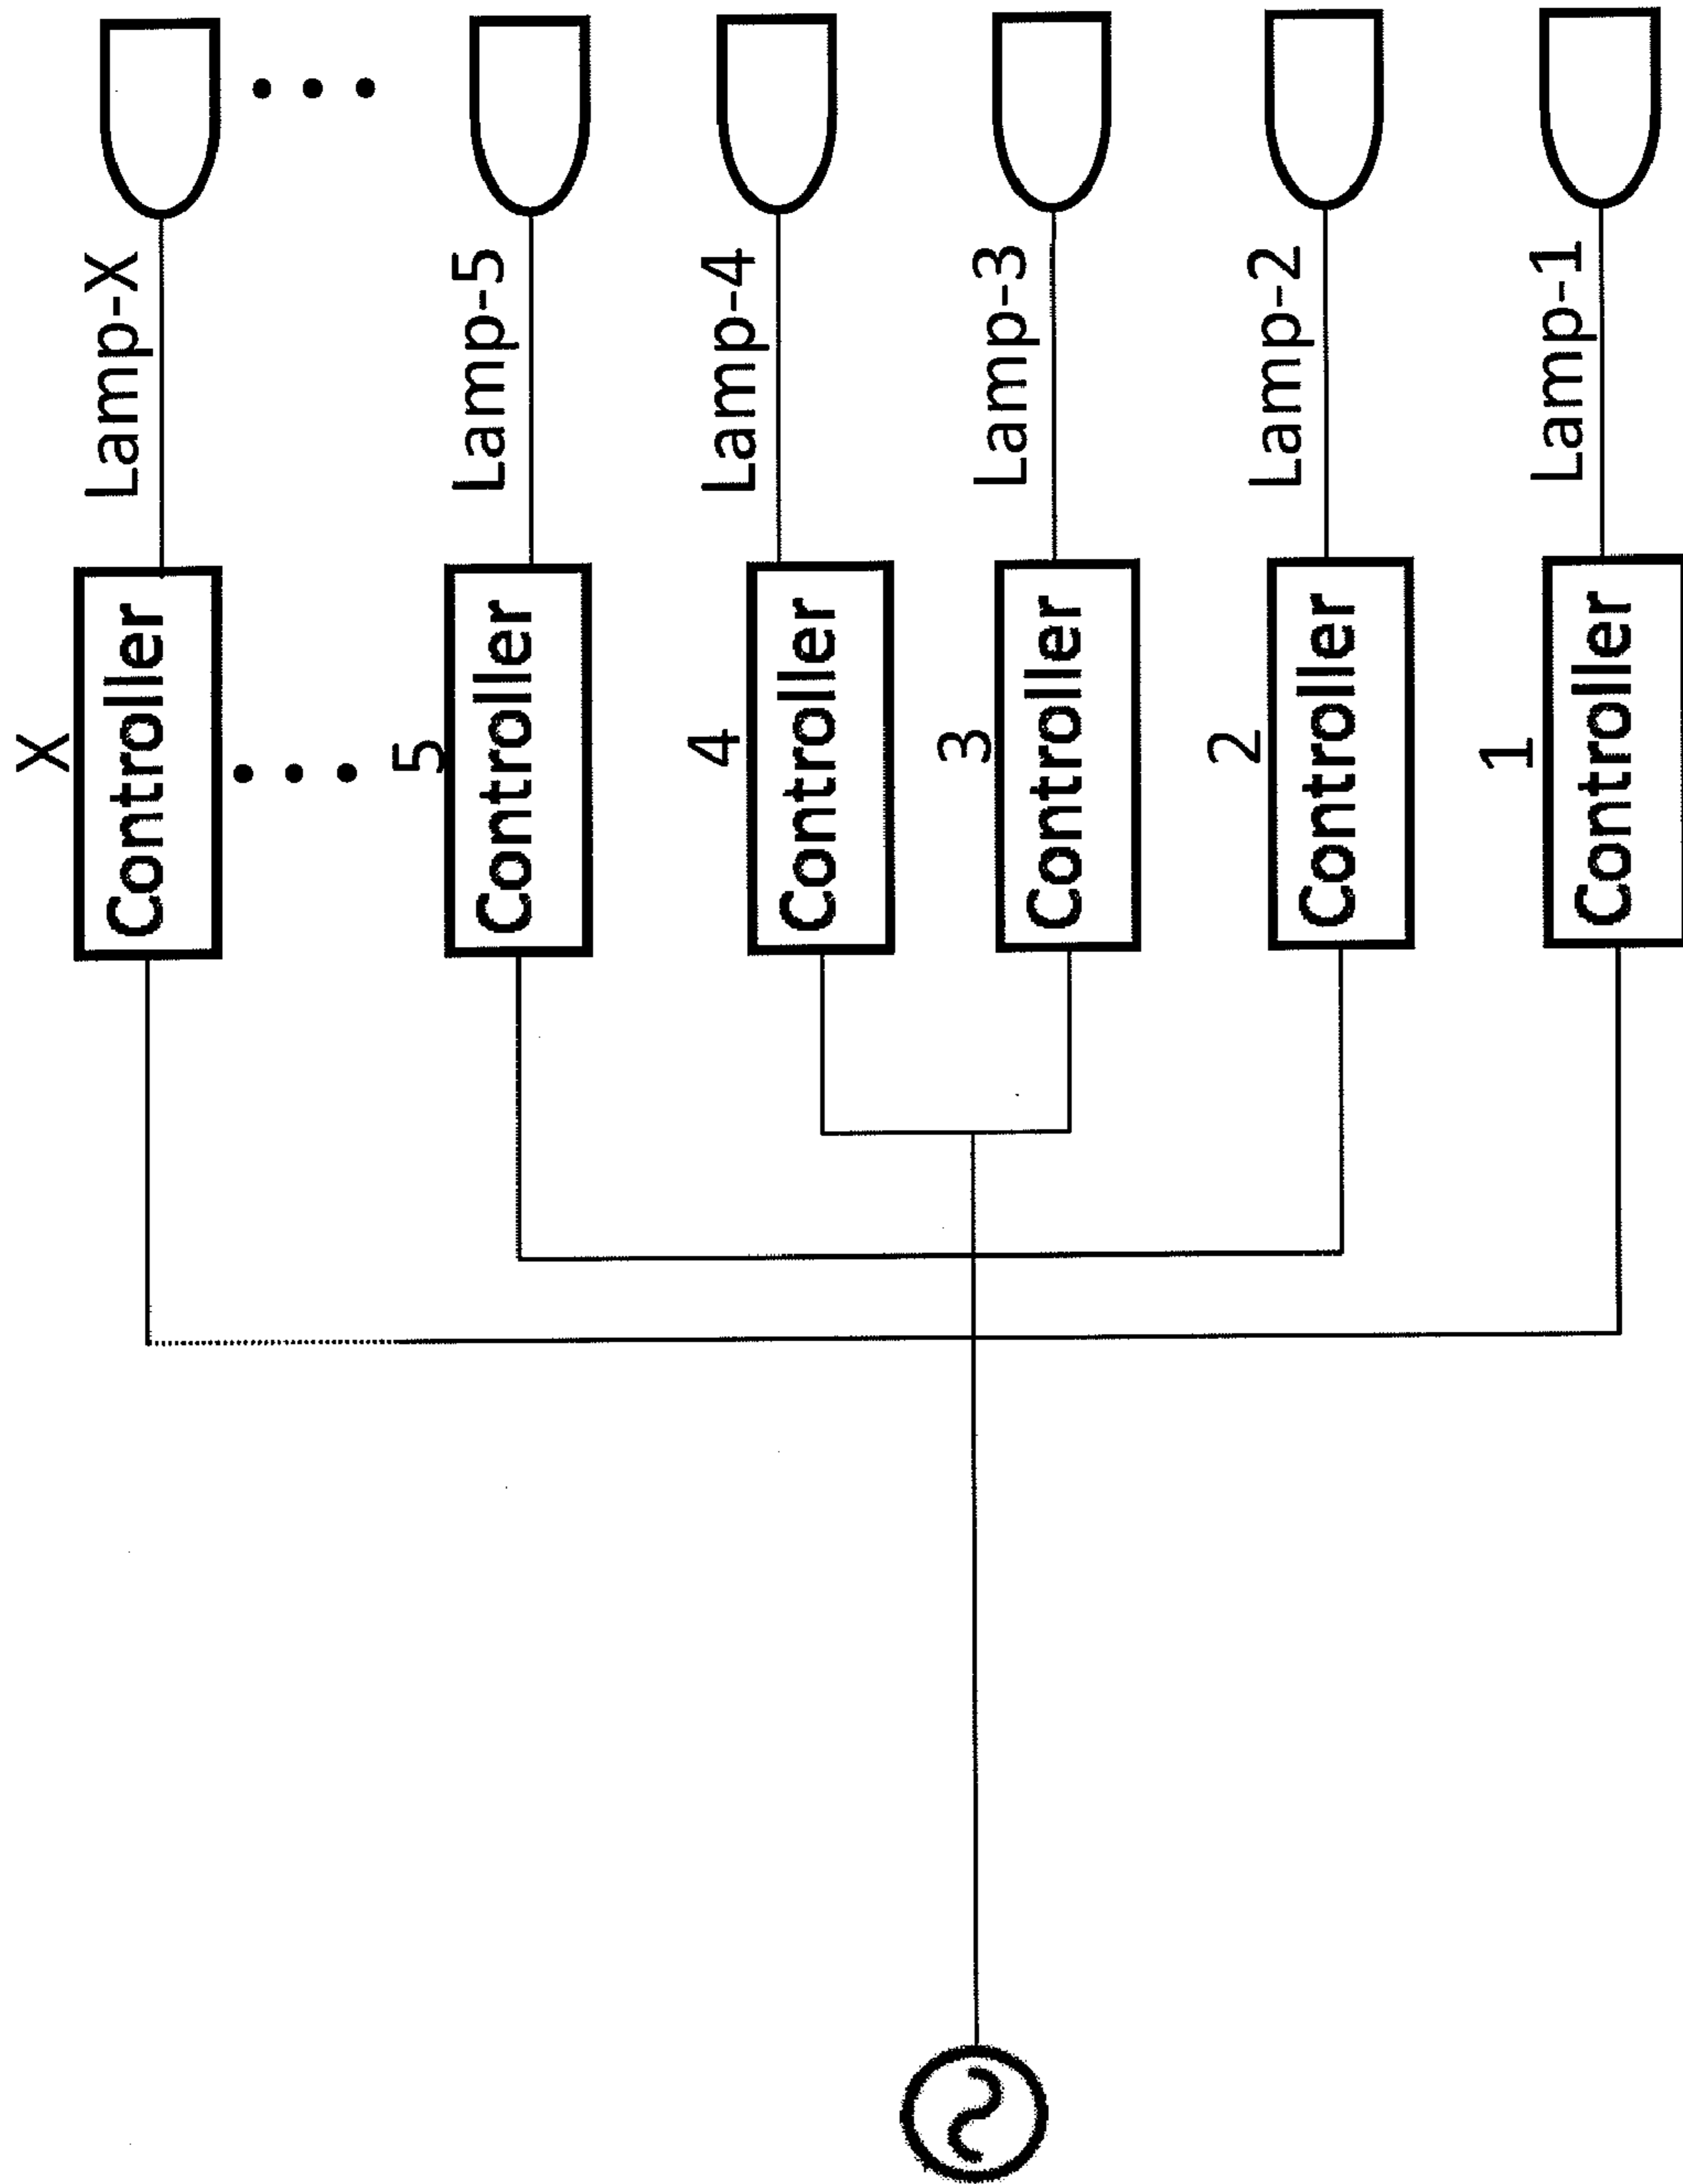 X
Controller
Lamp-X
5
Controller
Lamp-5
4
Controller
Lamp-4
3
Controller
Lamp-3
2
Controller
Lamp-2
1
Controller
Lamp-1